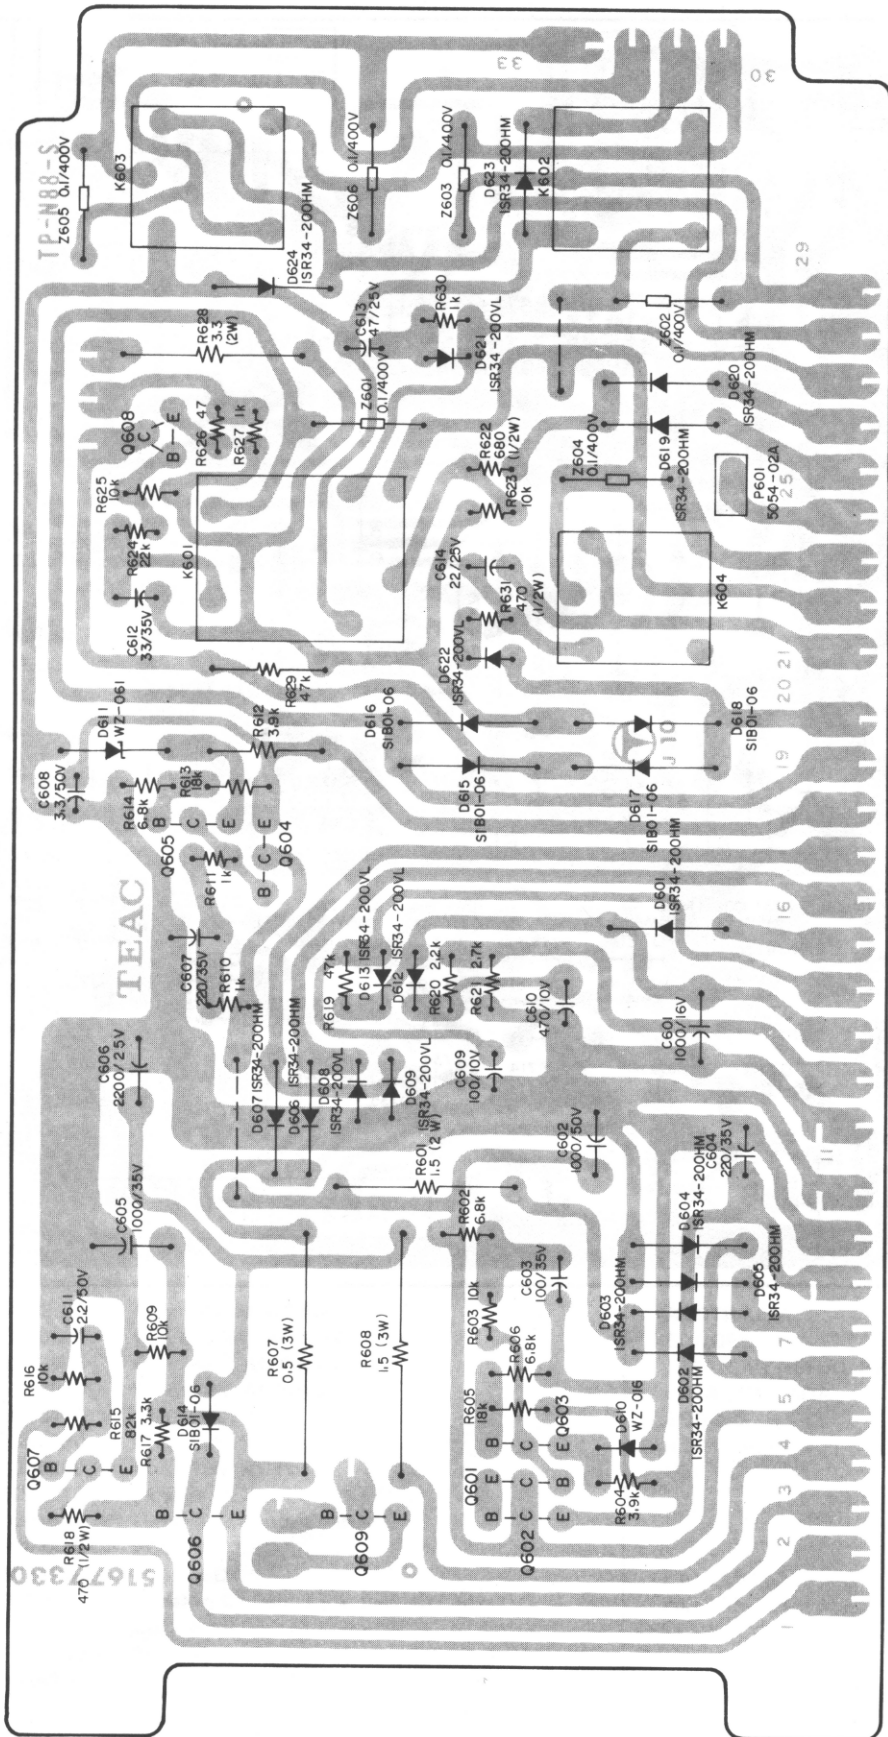 33
30
TP-N88-S
Z605 0.1/400V
K603
Z606 0.1/400V
Z603 0.1/400V
D623
ISR34-200HM
K602
D624
ISR34-200HM
29
R628
3.3
(2W)
C613
47/25V
R630
1k
D621
ISR34-200VL
Z602
0.1/400V
Z601
0.1/400V
D620
ISR34-200HM
Q608
B
C
E
R626 47
R627 1k
R622
680
(1/2W)
R623
10k
Z604
0.1/400V
D619
ISR34-200HM
P601
5054-02A
25
R625
10k
R624
22k
K601
C612
33/35V
C614
22/25V
R631
470
(1/2W)
K604
D622
ISR34-200VL
R629
47k
21
20
D611
WZ-061
R612
3.9k
D616
S1B01-06
D618
S1B01-06
J 10
19
C608
3.3/50V
R614
6.8k
R613
18k
D615
S1B01-06
D617
S1B01-06
B
C
E
Q605
B
C
E
Q604
R611
1k
TEAC
C607
220/35V
R610
1k
D601
ISR34-200HM
16
R619 47k
D613 ISR34-200VL
D612 ISR34-200VL
R620 2.2k
R621 2.7k
C610
470/10V
C601
1000/16V
C606
2200/25V
D607 ISR34-200HM
D606 ISR34-200HM
D608
ISR34-200VL
D609
ISR34-200VL
C609
100/10V
R601
1.5 (2W)
C602
1000/50V
C604
220/35V
11
C605
1000/35V
R602
6.8k
D604
ISR34-200HM
C611
2.2/50V
R609
10k
R607
0.5 (3W)
R608
1.5 (3W)
R603 10k
C603
100/35V
D603
ISR34-200HM
D605
ISR34-200HM
7
R616
10k
R615
82k
R617 3.3k
D614
S1B01-06
R606
6.8k
R605
18k
D602
ISR34-200HM
5
Q607
B
C
E
B
C
E
Q603
D610
WZ-016
4
Q601
E
C
B
R604
3.9k
3
R618
470 (1/2W)
B
C
E
Q606
B
C
E
Q609
B
C
E
Q602
2
51677330
1